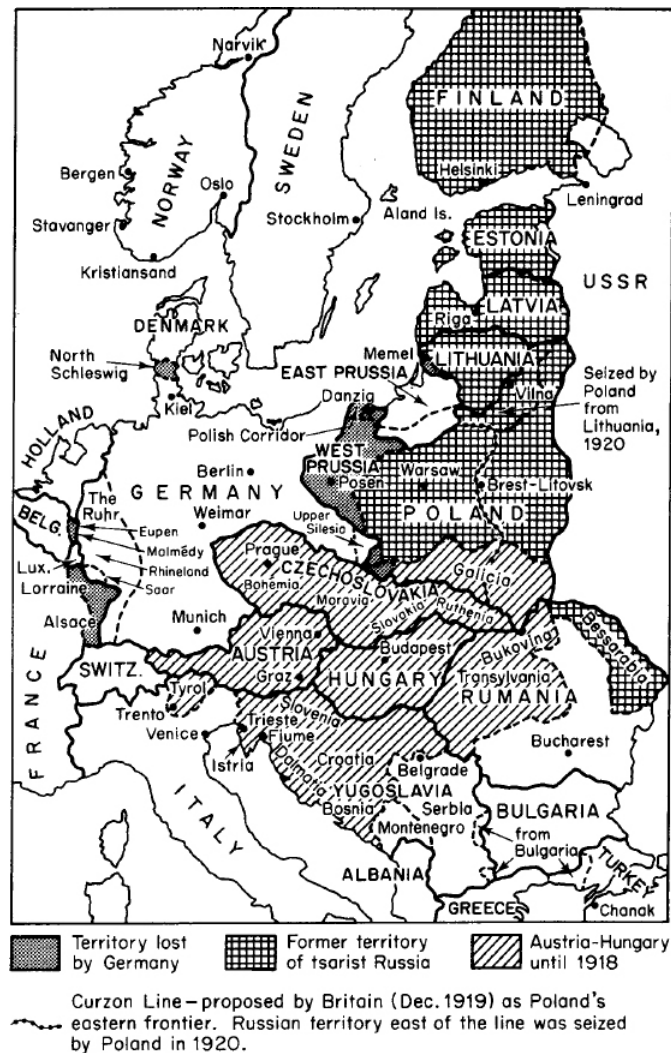 Narvik
FINLAND
NORWAY
SWEDEN
Bergen
Oslo
Helsinki
Leningrad
Stavanger
Stockholm
Aland Is.
Kristiansand
ESTONIA
USSR
LATVIA
Riga
DENMARK
Memel
LITHUANIA
North
Schleswig
EAST PRUSSIA
Vilna
Seized by
Poland
from
Lithuania,
1920
Kiel
Danzig
Polish Corridor
HOLLAND
WEST
PRUSSIA
Berlin
Posen
Warsaw
Brest-Litovsk
The
Ruhr
GERMANY
POLAND
BELG.
Weimar
Eupen
Upper
Silesia
Malmédy
Lux.
Rhineland
Prague
Galicia
CZECHOSLOVAKIA
Lorraine
Saar
Bohemia
Moravia
Slovakia
Ruthenia
Alsace
Munich
Vienna
Bukovina
Bessarabia
AUSTRIA
Budapest
SWITZ.
Graz
HUNGARY
Transylvania
RUMANIA
Tyrol
FRANCE
Trento
Slovenia
Trieste
Venice
Fiume
Croatia
Bucharest
Istria
Belgrade
Dalmatia
YUGOSLAVIA
ITALY
Bosnia
Serbia
BULGARIA
Montenegro
from
Bulgaria
TURKEY
ALBANIA
GREECE
Chanak
Territory lost
by Germany
Former territory
of tsarist Russia
Austria-Hungary
until 1918
Curzon Line – proposed by Britain (Dec. 1919) as Poland's
eastern frontier. Russian territory east of the line was seized
by Poland in 1920.